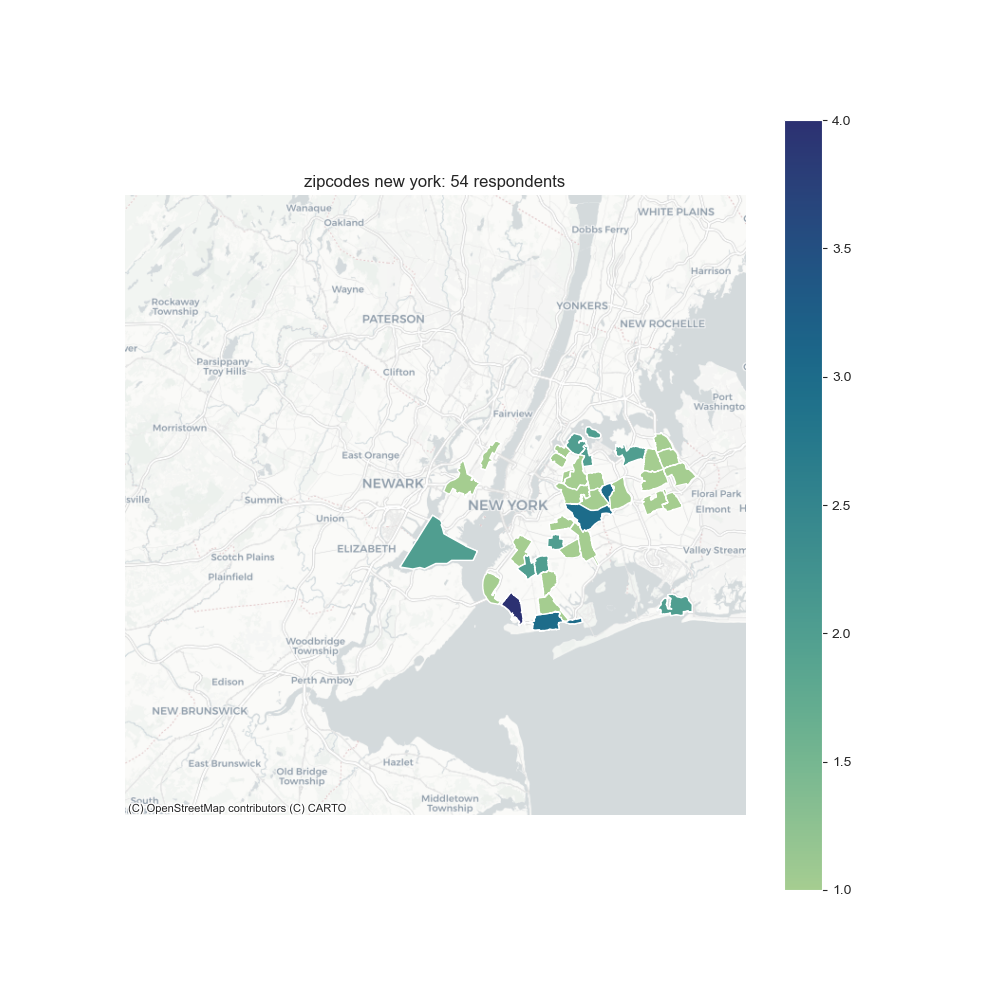 zipcodes new york: 54 respondents
Wanaque
Oakland
WHITE PLAINS
Dobbs Ferry
Harrison
Wayne
Rockaway
Township
YONKERS
PATERSON
NEW ROCHELLE
ver
Parsippany-
Troy Hills
Clifton
Port
Washingto
Fairview
Morristown
East Orange
NEWARK
sville
Summit
NEW YORK
Floral Park
Elmont
H
Union
ELIZABETH
Valley Stream
Scotch Plains
Plainfield
Woodbridge
Township
Edison
Perth Amboy
NEW BRUNSWICK
East Brunswick
Hazlet
Old Bridge
Township
South
Middletown
Township
(C) OpenStreetMap contributors (C) CARTO
4.0
3.5
3.0
2.5
2.0
1.5
1.0